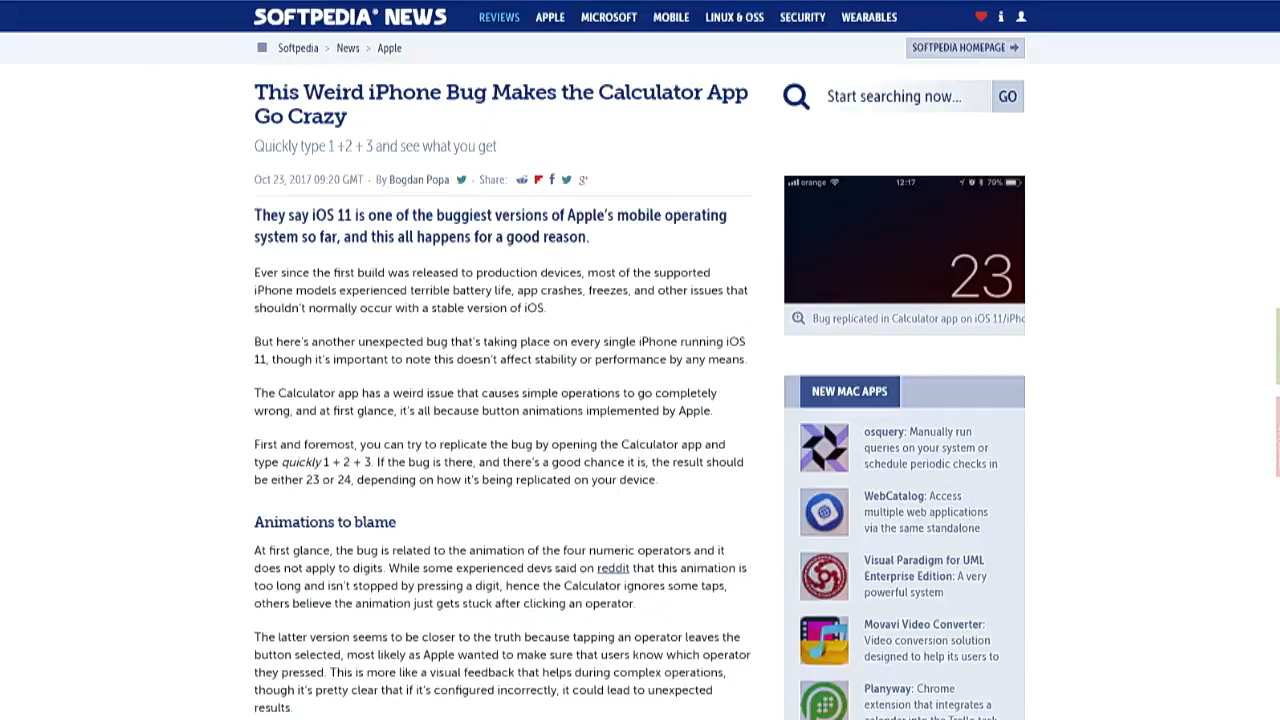 SOFTPEDIA® NEWS
REVIEWS APPLE MICROSOFT MOBILE LINUX & OSS SECURITY WEARABLES
Softpedia > News > Apple
SOFTPEDIA HOMEPAGE
This Weird iPhone Bug Makes the Calculator App
Go Crazy
Quickly type 1 +2 + 3 and see what you get
Oct 23, 2017 09:20 GMT · By Bogdan Popa · Share:
They say iOS 11 is one of the buggiest versions of Apple's mobile operating
system so far, and this all happens for a good reason.
Ever since the first build was released to production devices, most of the supported
iPhone models experienced terrible battery life, app crashes, freezes, and other issues that
shouldn't normally occur with a stable version of iOS.
But here's another unexpected bug that's taking place on every single iPhone running iOS
11, though it's important to note this doesn't affect stability or performance by any means.
The Calculator app has a weird issue that causes simple operations to go completely
wrong, and at first glance, it's all because button animations implemented by Apple.
First and foremost, you can try to replicate the bug by opening the Calculator app and
type quickly 1 + 2 + 3. If the bug is there, and there's a good chance it is, the result should
be either 23 or 24, depending on how it's being replicated on your device.
Animations to blame
At first glance, the bug is related to the animation of the four numeric operators and it
does not apply to digits. While some experienced devs said on reddit that this animation is
too long and isn't stopped by pressing a digit, hence the Calculator ignores some taps,
others believe the animation just gets stuck after clicking an operator.
The latter version seems to be closer to the truth because tapping an operator leaves the
button selected, most likely as Apple wanted to make sure that users know which operator
they pressed. This is more like a visual feedback that helps during complex operations,
though it's pretty clear that if it's configured incorrectly, it could lead to unexpected
results.
Start searching now...
GO
orange 12:17 79%
23
Bug replicated in Calculator app on iOS 11/iPho
NEW MAC APPS
osquery: Manually run
queries on your system or
schedule periodic checks in
WebCatalog: Access
multiple web applications
via the same standalone
Visual Paradigm for UML
Enterprise Edition: A very
powerful system
Movavi Video Converter:
Video conversion solution
designed to help its users to
Planyway: Chrome
extension that integrates a
calendar into the Trello task